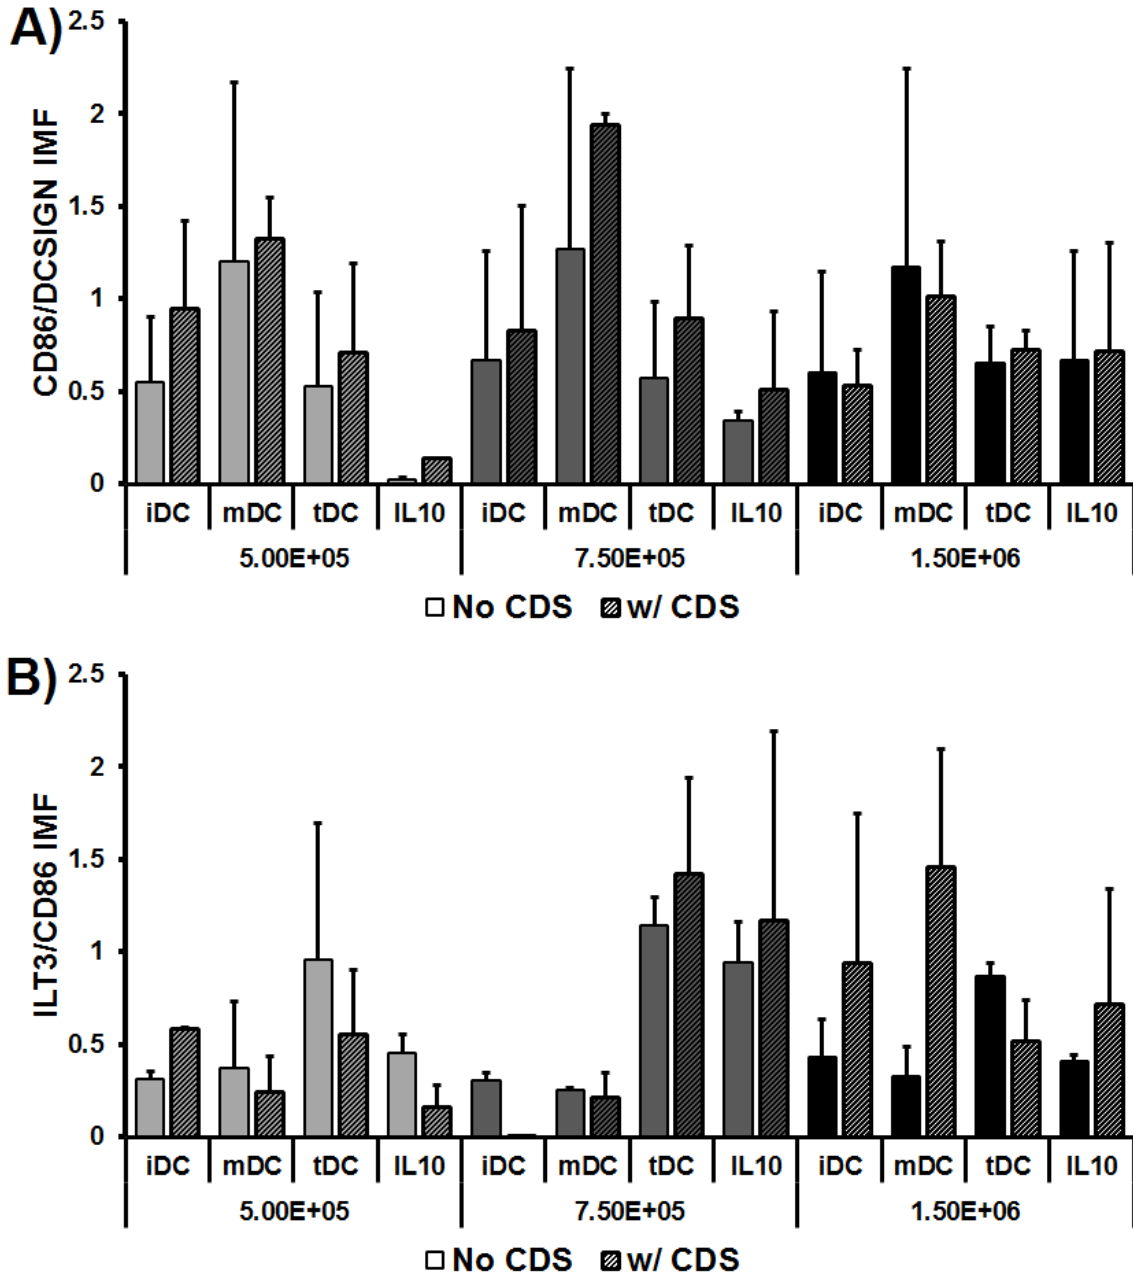 A)
CD86/DCSIGN IMF
2.5
2
1.5
1
0.5
0
iDC mDC tDC IL10 iDC mDC tDC IL10 iDC mDC tDC IL10
5.00E+05 7.50E+05 1.50E+06
No CDS w/ CDS
B)
ILT3/CD86 IMF
2.5
2
1.5
1
0.5
0
iDC mDC tDC IL10 iDC mDC tDC IL10 iDC mDC tDC IL10
5.00E+05 7.50E+05 1.50E+06
No CDS w/ CDS